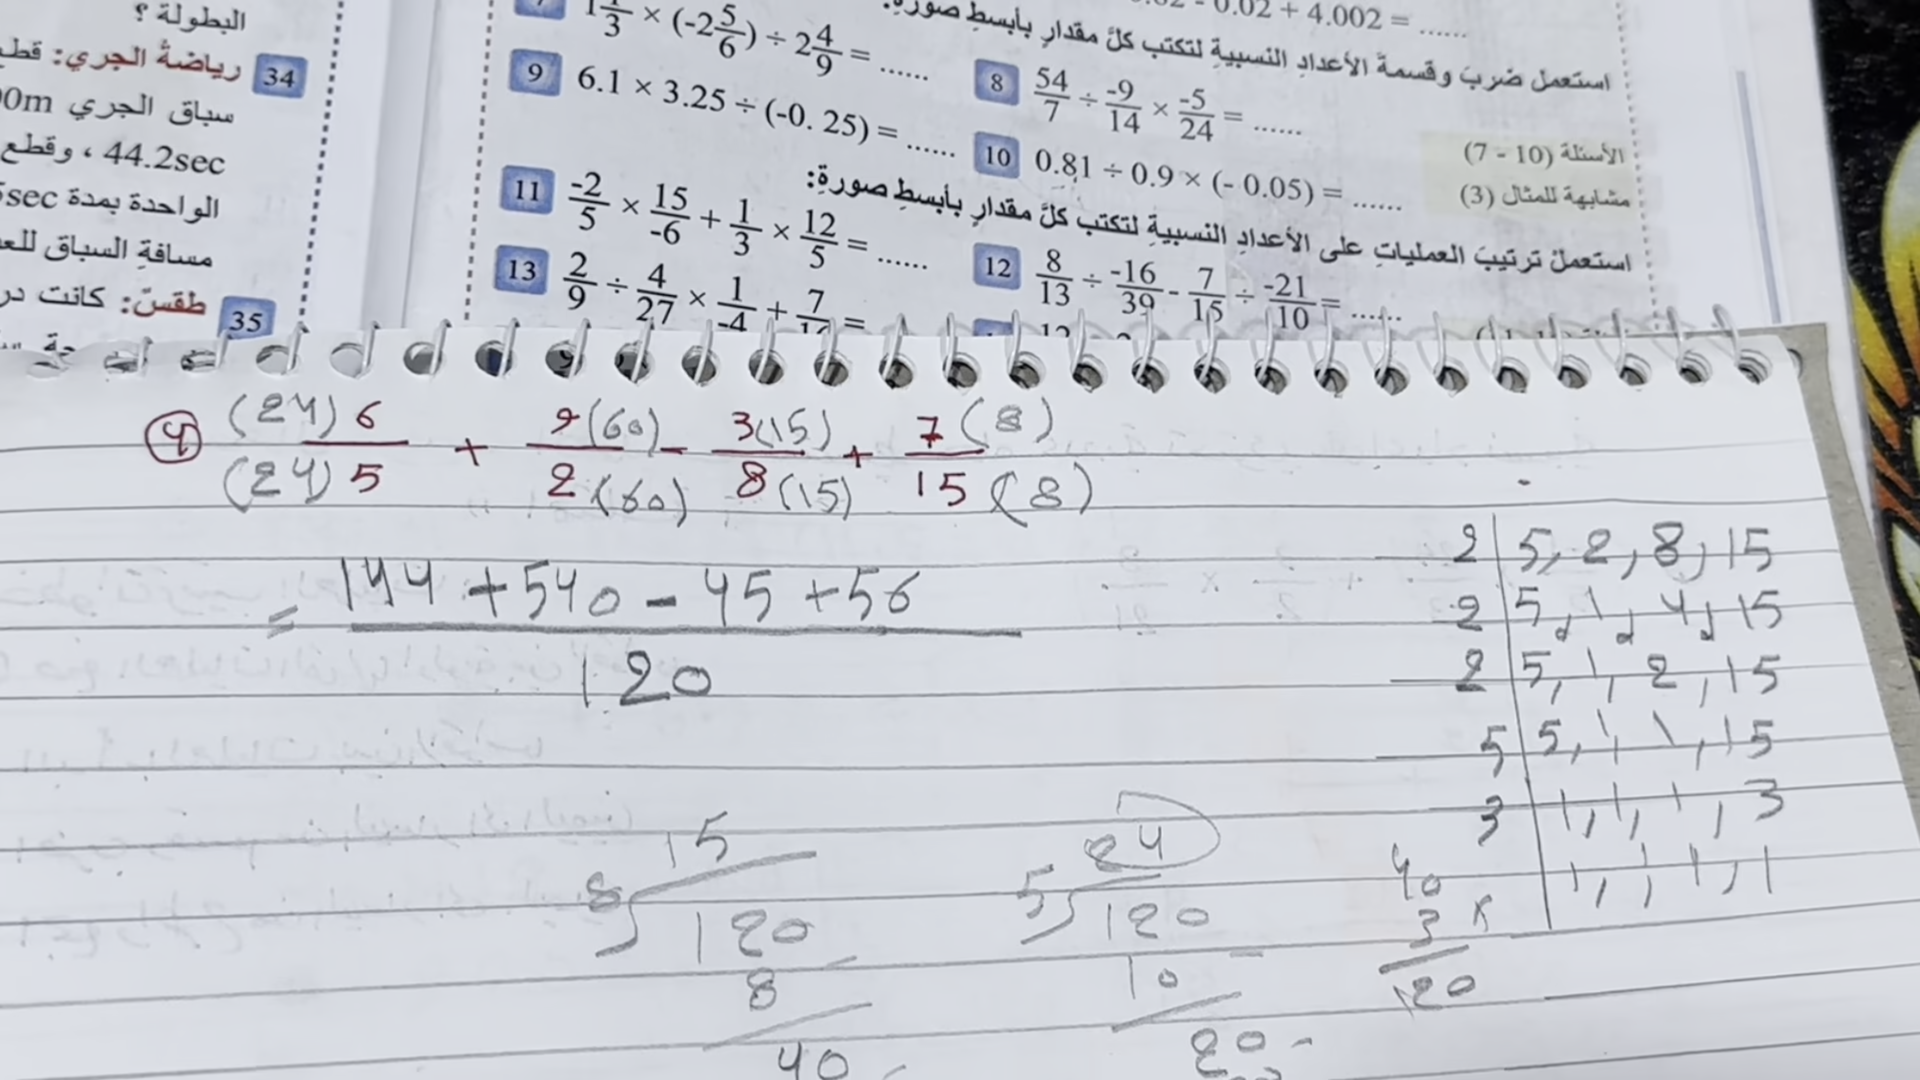 البطولة ؟
34 رياضةُ الجري: قطع
سباق الجري 00m
44.2sec ، وقطع
الواحدة بمدة sec
مسافةِ السباق
35 طقسٌ: كانت
- 0.02 + 4.002 = ......
استعمل ضربَ وقسمةَ الأعدادِ النسبيةِ لتكتب كلَّ مقدارٍ بأبسطِ صورةٍ:
× (-2 5/6) ÷ 2 4/9 = ......
8 54/7 ÷ -9/14 × -5/24 = ......
9 6.1 × 3.25 ÷ (-0. 25) = ......
10 0.81 ÷ 0.9 × (- 0.05) = ......
الأسئلة (7 - 10)
مشابهة للمثال (3)
استعملْ ترتيبَ العملياتِ على الأعدادِ النسبيةِ لتكتبَ كلَّ مقدارٍ بأبسطِ صورةٍ:
11 -2/5 × 15/-6 + 1/3 × 12/5 = ......
12 8/13 ÷ -16/39 - 7/15 ÷ -21/10 = ......
13 2/9 ÷ 4/27 × 1/-4 + 7/ =
4 (24) 6 / (24) 5 + 9 (60) / 2 (60) - 3 (15) / 8 (15) + 7 (8) / 15 (8)
= 144 + 540 - 45 + 56 / 120
2 | 5, 2, 8, 15
2 | 5, 1, 4, 15
2 | 5, 1, 2, 15
5 | 5, 1, 1, 15
3 | 1, 1, 1, 3
1, 1, 1, 1
40
3 ×
120
15
8 120
8 -
40
24
5 120
10 -
20 -